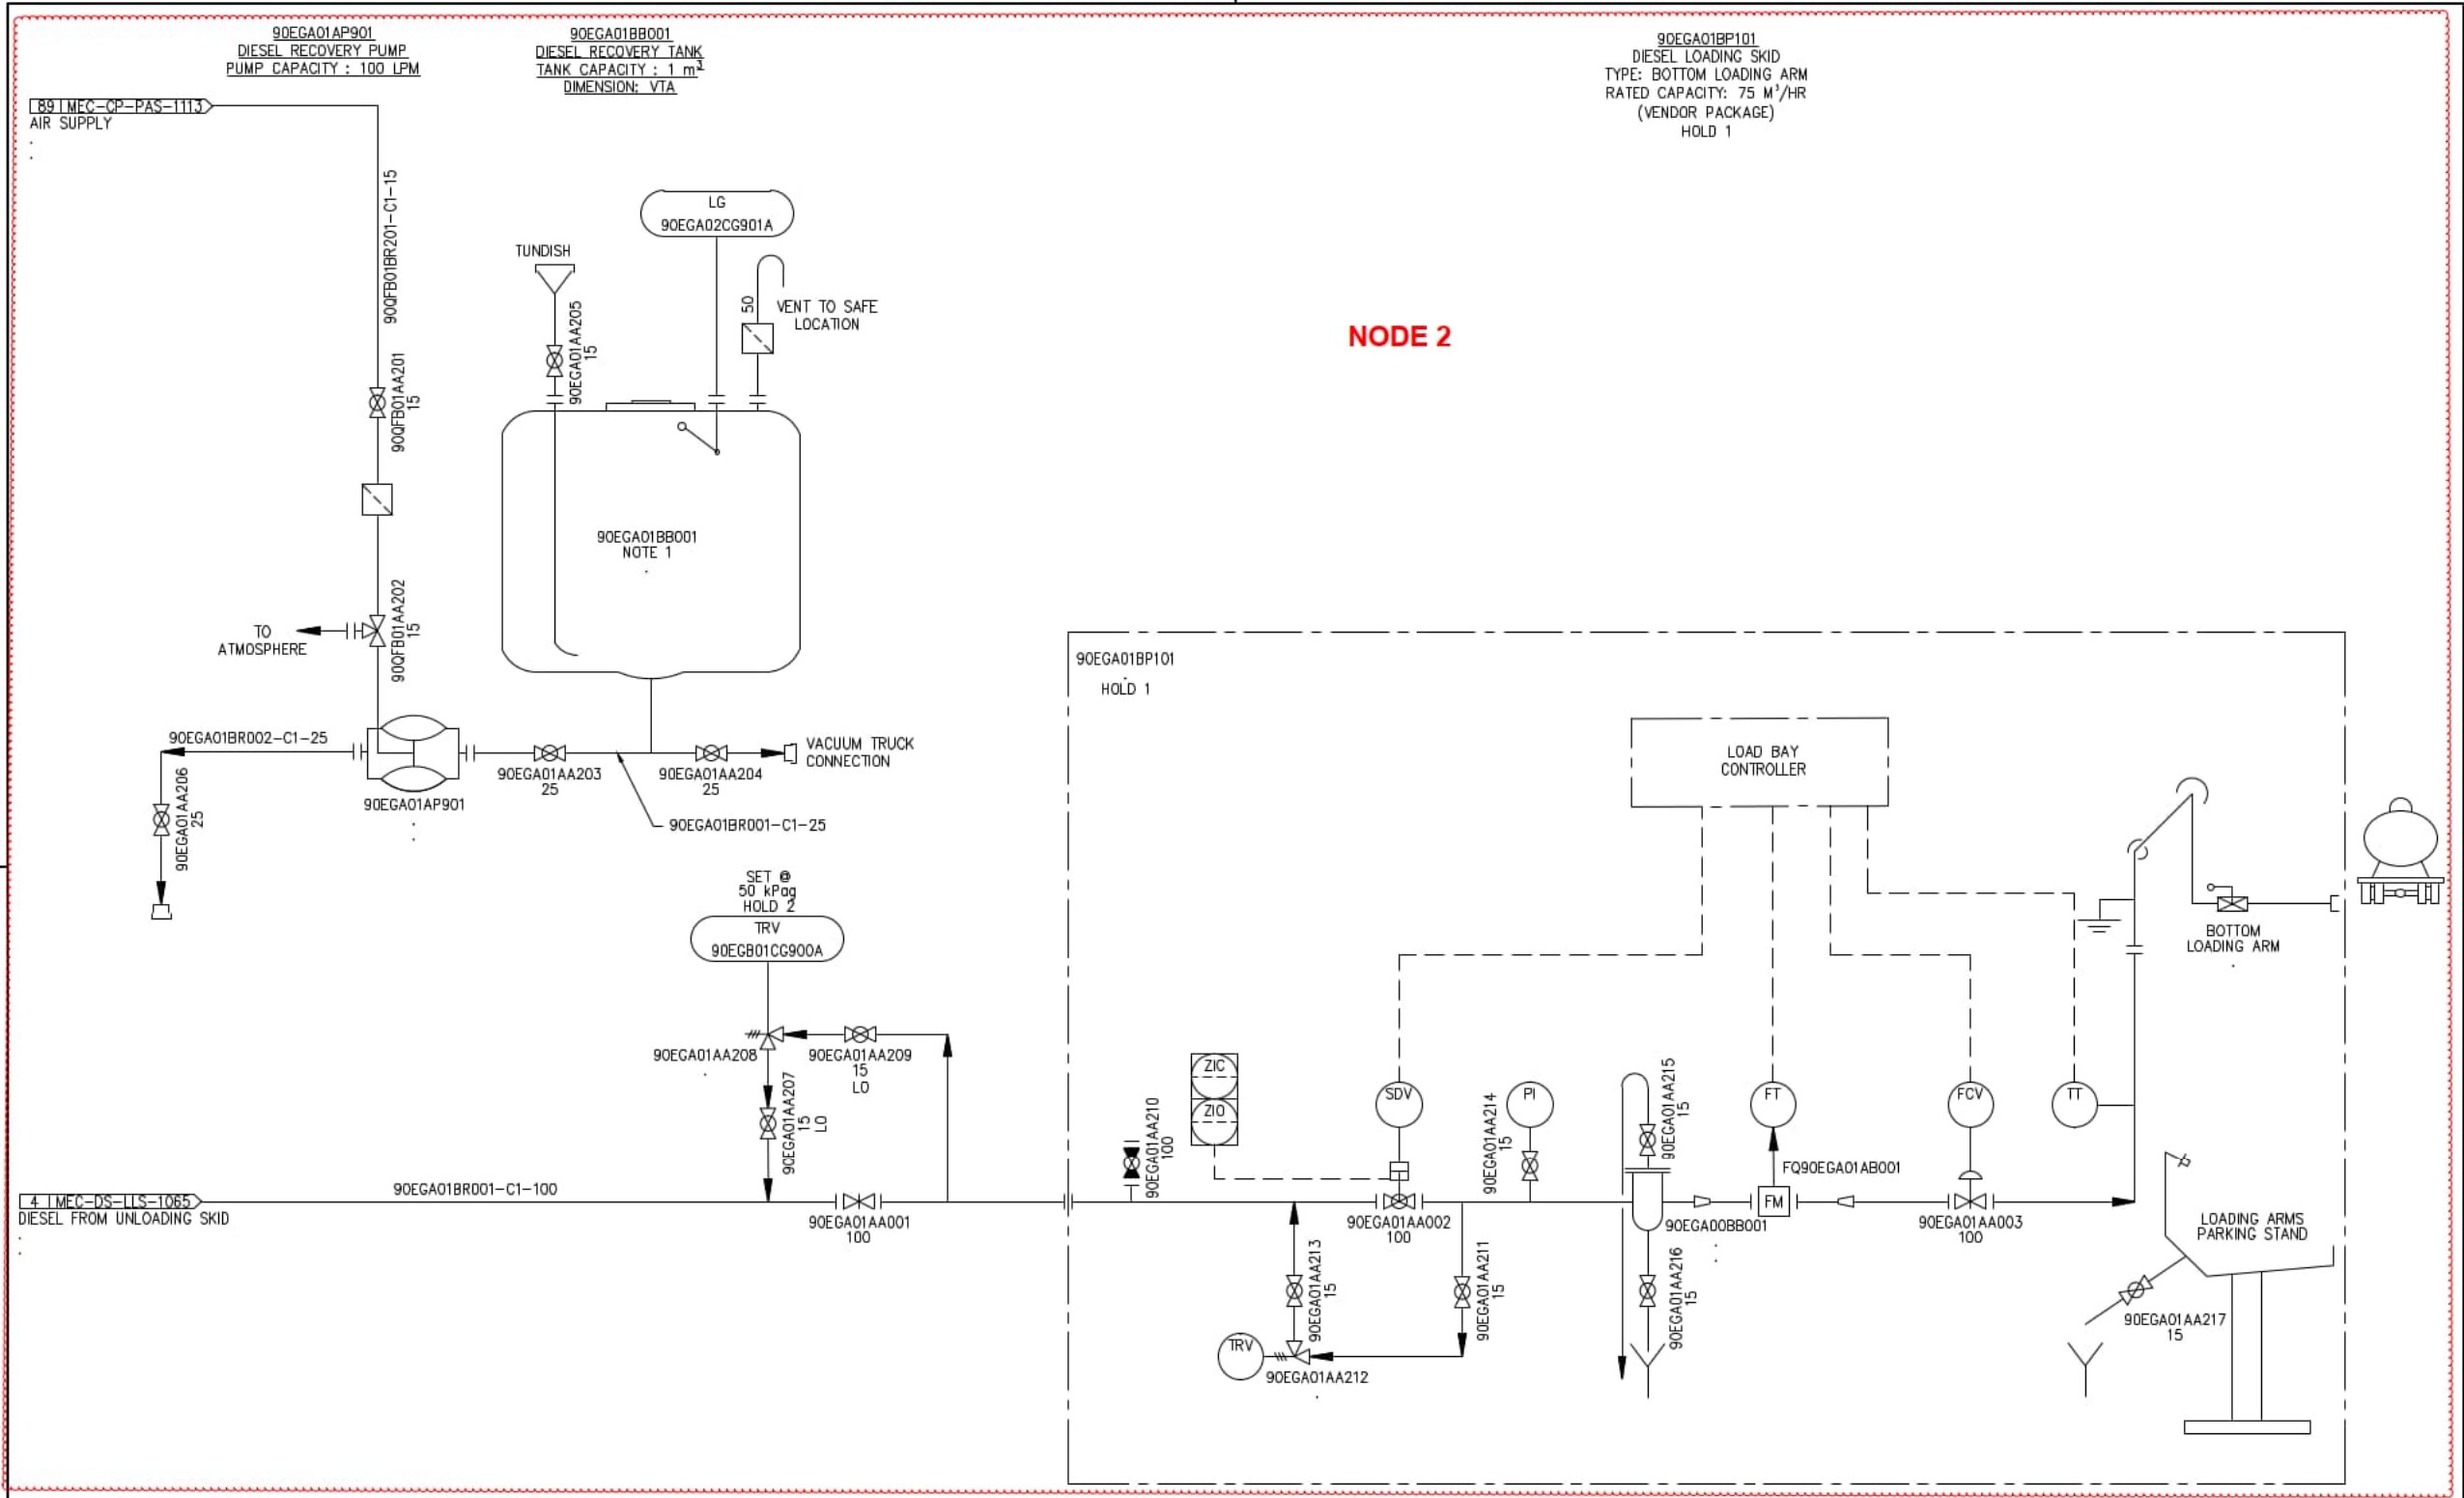 90EGA01AP901
DIESEL RECOVERY PUMP
PUMP CAPACITY : 100 LPM
90EGA01BB001
DIESEL RECOVERY TANK
TANK CAPACITY : 1 m³
DIMENSION: VTA
90EGA01BP101
DIESEL LOADING SKID
TYPE: BOTTOM LOADING ARM
RATED CAPACITY: 75 M³/HR
(VENDOR PACKAGE)
HOLD 1
89 | MEC-CP-PAS-1113
AIR SUPPLY
90QFB01BR201-C1-15
LG
90EGA02CG901A
TUNDISH
90EGA01AA205
15
50
VENT TO SAFE
LOCATION
NODE 2
90QFB01AA201
15
90EGA01BB001
NOTE 1
90QFB01AA202
15
TO
ATMOSPHERE
90EGA01BR002-C1-25
90EGA01AA206
25
90EGA01AP901
90EGA01AA203
25
90EGA01AA204
25
VACUUM TRUCK
CONNECTION
90EGA01BR001-C1-25
90EGA01BP101
HOLD 1
LOAD BAY
CONTROLLER
SET @
50 kPag
HOLD 2
TRV
90EGB01CG900A
90EGA01AA208
90EGA01AA209
15
LO
90EGA01AA207
15
LO
BOTTOM
LOADING ARM
ZIC
ZIO
90EGA01AA210
100
SDV
90EGA01AA214
15
PI
90EGA01AA215
15
FT
FCV
TT
4 | MEC-DS-LLS-1065
DIESEL FROM UNLOADING SKID
90EGA01BR001-C1-100
90EGA01AA001
100
90EGA01AA002
100
90EGA00BB001
FQ90EGA01AB001
FM
90EGA01AA003
100
LOADING ARMS
PARKING STAND
90EGA01AA213
15
90EGA01AA211
15
90EGA01AA216
15
TRV
90EGA01AA212
90EGA01AA217
15